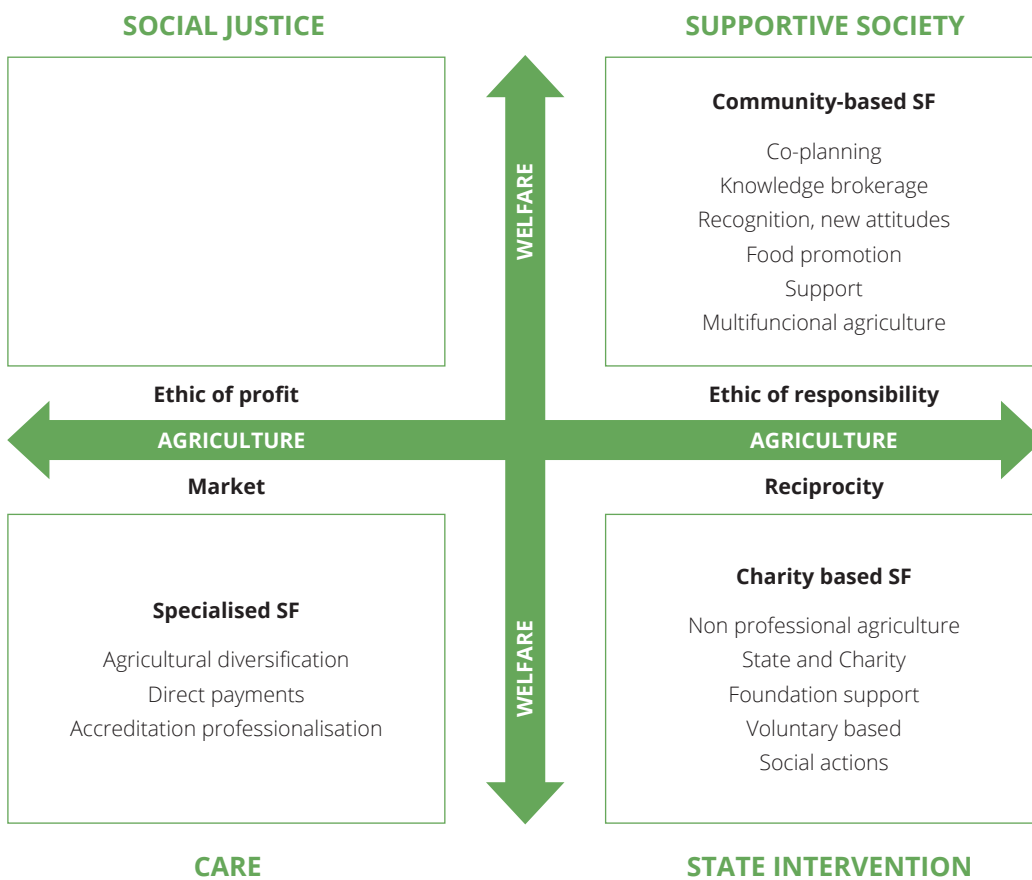 SOCIAL JUSTICE
SUPPORTIVE SOCIETY
Community-based SF
Co-planning
Knowledge brokerage
Recognition, new attitudes
Food promotion
Support
Multifuncional agriculture
WELFARE
Ethic of profit
Ethic of responsibility
AGRICULTURE
AGRICULTURE
Market
Reciprocity
Specialised SF
Agricultural diversification
Direct payments
Accreditation professionalisation
WELFARE
Charity based SF
Non professional agriculture
State and Charity
Foundation support
Voluntary based
Social actions
CARE
STATE INTERVENTION